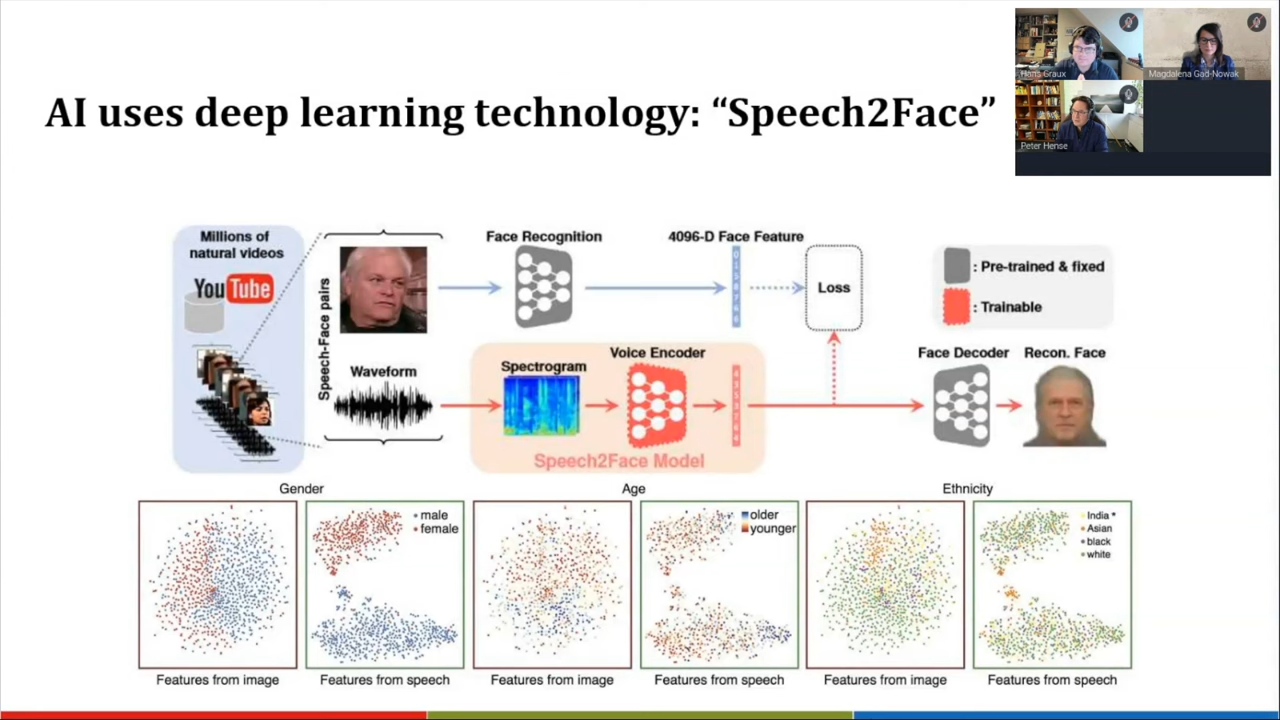 AI uses deep learning technology: “Speech2Face”
Hans Graux
Magdalena Gad-Nowak
Peter Hense
Millions of
natural videos
YouTube
Speech-Face pairs
Waveform
Face Recognition
4096-D Face Feature
Loss
: Pre-trained & fixed
: Trainable
Spectrogram
Voice Encoder
Speech2Face Model
Face Decoder
Recon. Face
Gender
Age
Ethnicity
male
female
older
younger
India *
Asian
black
white
Features from image
Features from speech
Features from image
Features from speech
Features from image
Features from speech